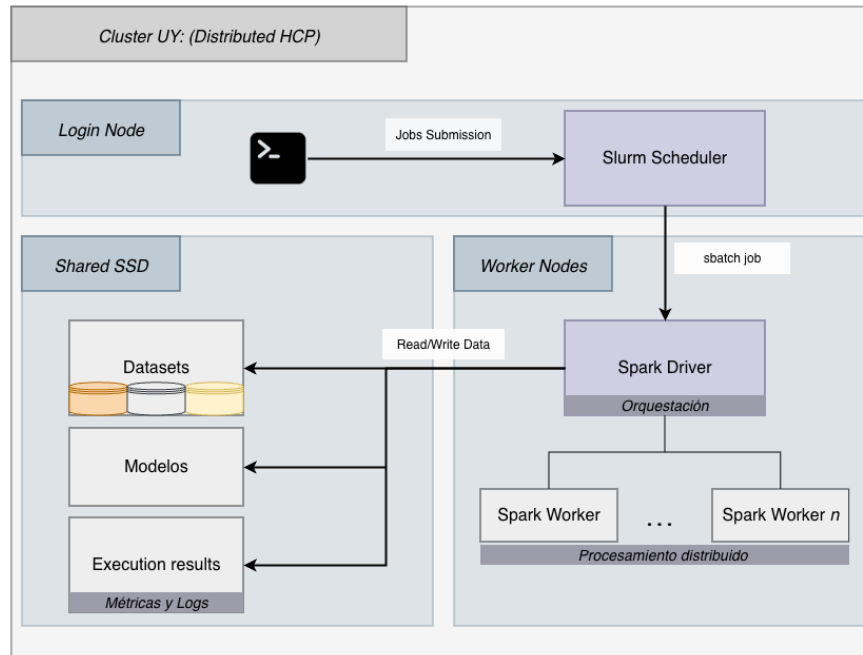 Cluster UY: (Distributed HCP)
Login Node
Jobs Submission
Slurm Scheduler
sbatch job
Shared SSD
Worker Nodes
Read/Write Data
Datasets
Spark Driver
Orquestación
Modelos
Spark Worker
...
Spark Worker n
Procesamiento distribuido
Execution results
Métricas y Logs